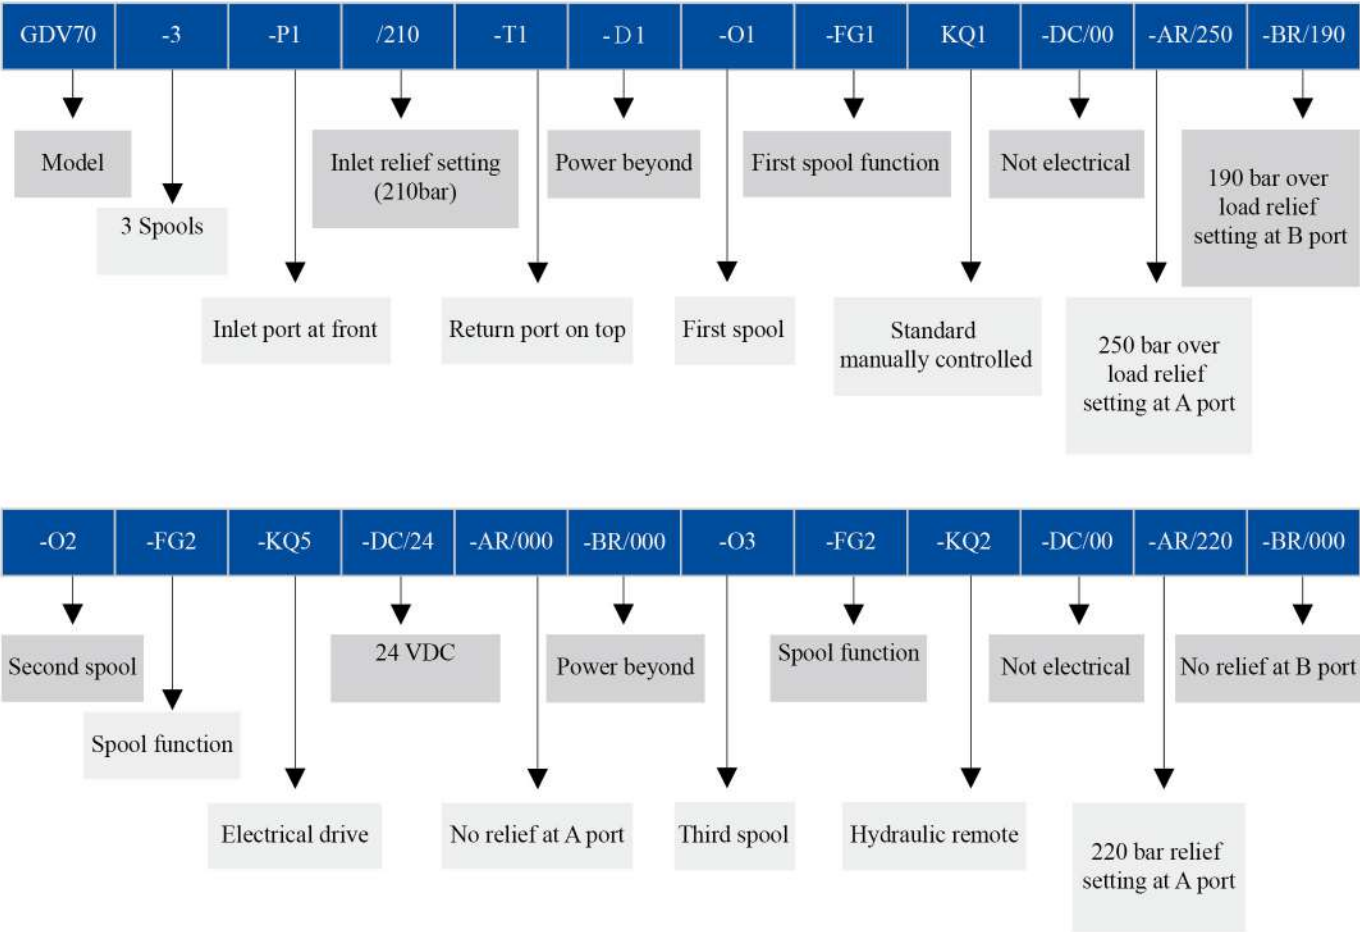 GDV70 -3 -P1 /210 -T1 -D1 -O1 -FG1 KQ1 -DC/00 -AR/250 -BR/190
Model
3 Spools
Inlet port at front
Inlet relief setting
(210bar)
Return port on top
Power beyond
First spool
First spool function
Standard
manually controlled
Not electrical
250 bar over
load relief
setting at A port
190 bar over
load relief
setting at B port
-O2 -FG2 -KQ5 -DC/24 -AR/000 -BR/000 -O3 -FG2 -KQ2 -DC/00 -AR/220 -BR/000
Second spool
Spool function
Electrical drive
24 VDC
No relief at A port
Power beyond
Third spool
Spool function
Hydraulic remote
Not electrical
220 bar relief
setting at A port
No relief at B port